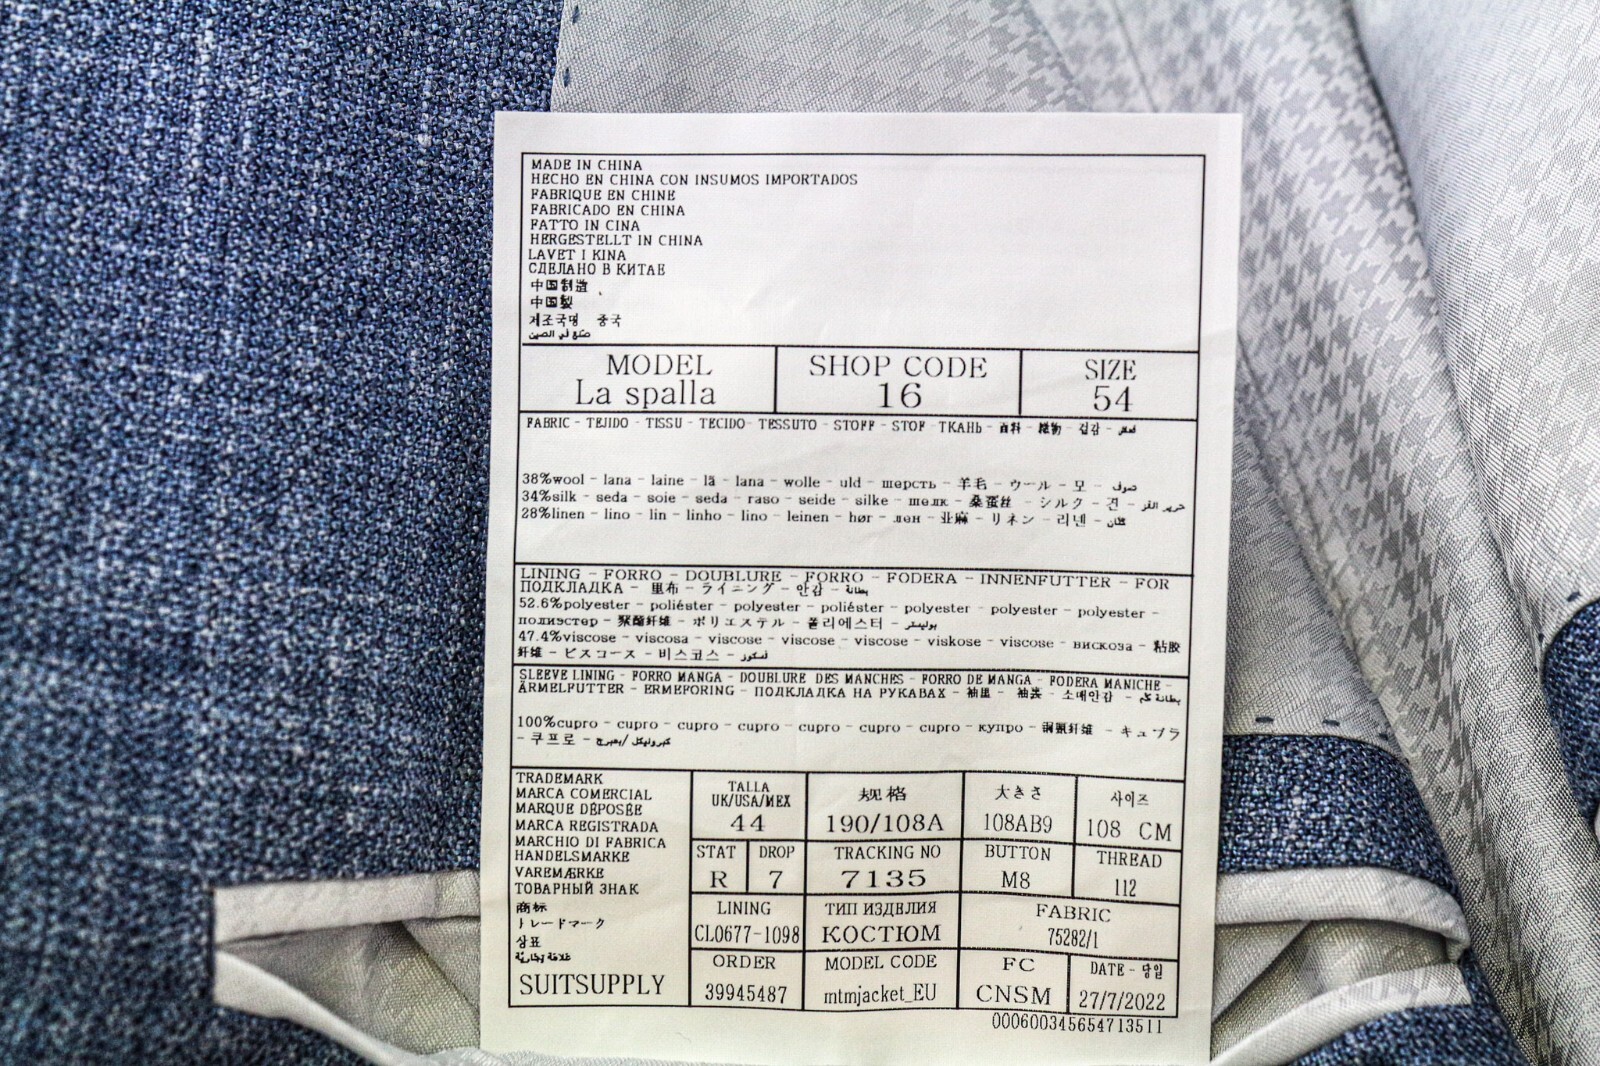 MADE IN CHINA
HECHO EN CHINA CON INSUMOS IMPORTADOS
FABRIQUE EN CHINE
FABRICADO EN CHINA
FATTO IN CINA
HERGESTELLT IN CHINA
LAVET I KINA
СДЕЛАНО В КИТАЕ
中国制造
中国製
제조국명 중국
صنع في الصين
MODEL
La spalla
SHOP CODE
16
SIZE
54
FABRIC - TEJIDO - TISSU - TECIDO- TESSUTO - STOFF - STOF - ТКАНЬ - 面料 - 織物 - 겉감 - قماش
38%wool - lana - laine - lã - lana - wolle - uld - шерсть - 羊毛 - ウール - 모 - صوف
34%silk - seda - soie - seda - raso - seide - silke - шелк - 桑蚕丝 - シルク - 견 - حرير القز
28%linen - lino - lin - linho - lino - leinen - hør - лен - 亚麻 - リネン - 리넨 - كتان
LINING - FORRO - DOUBLURE - FORRO - FODERA - INNENFUTTER - FOR
ПОДКЛАДКА - 里布 - ライニング - 안감 - بطانة
52.6%polyester - poliéster - polyester - poliéster - polyester - polyester - polyester -
полиэстер - 聚酯纤维 - ポリエステル - 폴리에스터 - بوليستر
47.4%viscose - viscosa - viscose - viscose - viscose - viskose - viscose - вискоза - 粘胶
纤维 - ビスコース - 비스코스 - فسكوز
SLEEVE LINING - FORRO MANGA - DOUBLURE DES MANCHES - FORRO DE MANGA - FODERA MANICHE -
ÄRMELFUTTER - ERMEFORING - ПОДКЛАДКА НА РУКАВАХ - 袖里 - 袖裏 - 소매안감 - بطانة كم
100%cupro - cupro - cupro - cupro - cupro - cupro - cupro - купро - 铜氨纤维 - キュプラ
- 쿠프로 -
TRADEMARK
MARCA COMERCIAL
MARQUE DÉPOSÉE
MARCA REGISTRADA
MARCHIO DI FABRICA
HANDELSMARKE
VAREMÆRKE
ТОВАРНЫЙ ЗНАК
商标
トレードマーク
상표
علامة تجارية
SUITSUPPLY
TALLA
UK/USA/MEX
44
规格
190/108A
大きさ
108AB9
사이즈
108 CM
STAT
R
DROP
7
TRACKING NO
7135
BUTTON
M8
THREAD
112
LINING
CL0677-1098
ТИП ИЗДЕЛИЯ
КОСТЮМ
FABRIC
75282/1
ORDER
39945487
MODEL CODE
mtmjacket_EU
FC
CNSM
DATE - 당일
27/7/2022
000600345654713511